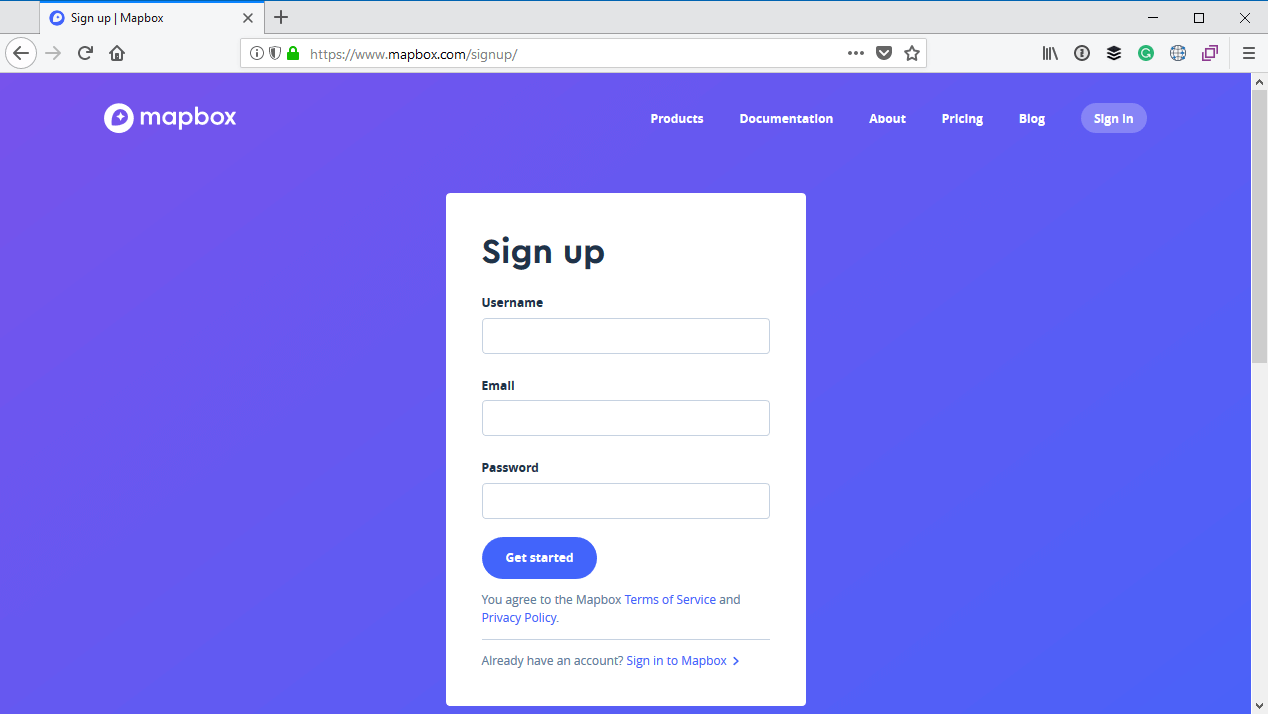 Sign up | Mapbox
https://www.mapbox.com/signup/
mapbox
Products
Documentation
About
Pricing
Blog
Sign in
Sign up
Username
Email
Password
Get started
You agree to the Mapbox Terms of Service and
Privacy Policy.
Already have an account? Sign in to Mapbox